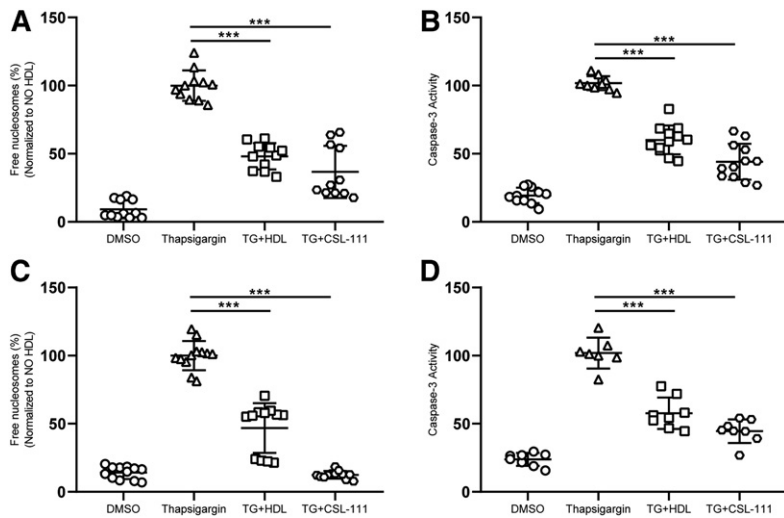 A
Free nucleosomes (%)
(Normalized to NO HDL)
150
100
50
0
***
***
DMSO Thapsigargin TG+HDL TG+CSL-111
B
Caspase-3 Activity
150
100
50
0
***
***
DMSO Thapsigargin TG+HDL TG+CSL-111
C
Free nucleosomes (%)
(Normalized to NO HDL)
150
100
50
0
***
***
DMSO Thapsigargin TG+HDL TG+CSL-111
D
Caspase-3 Activity
150
100
50
0
***
***
DMSO Thapsigargin TG+HDL TG+CSL-111